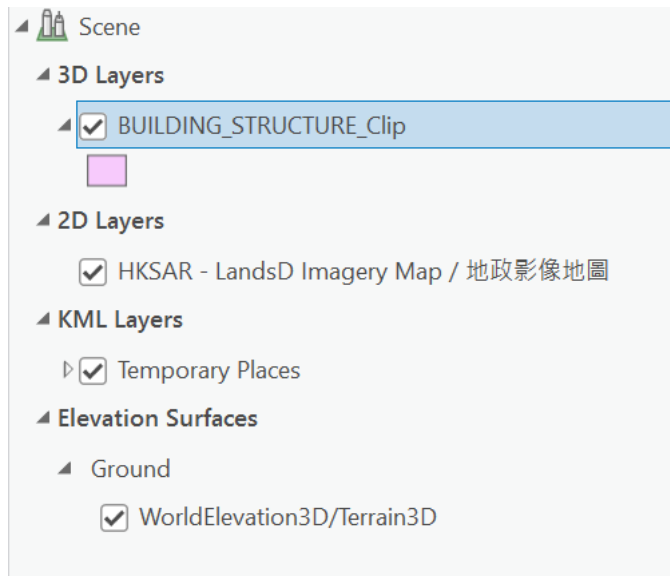 Scene
3D Layers
BUILDING_STRUCTURE_Clip
2D Layers
HKSAR - LandsD Imagery Map / 地政影像地圖
KML Layers
Temporary Places
Elevation Surfaces
Ground
WorldElevation3D/Terrain3D